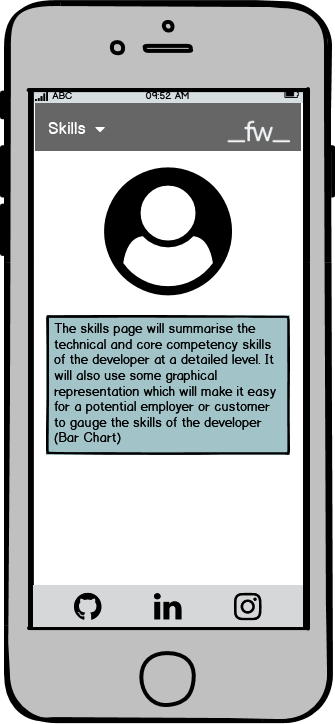 ABC 09:52 AM
Skills _fw_
The skills page will summarise the
technical and core competency skills
of the developer at a detailed level. It
will also use some graphical
representation which will make it easy
for a potential employer or customer
to gauge the skills of the developer
(Bar Chart)
in